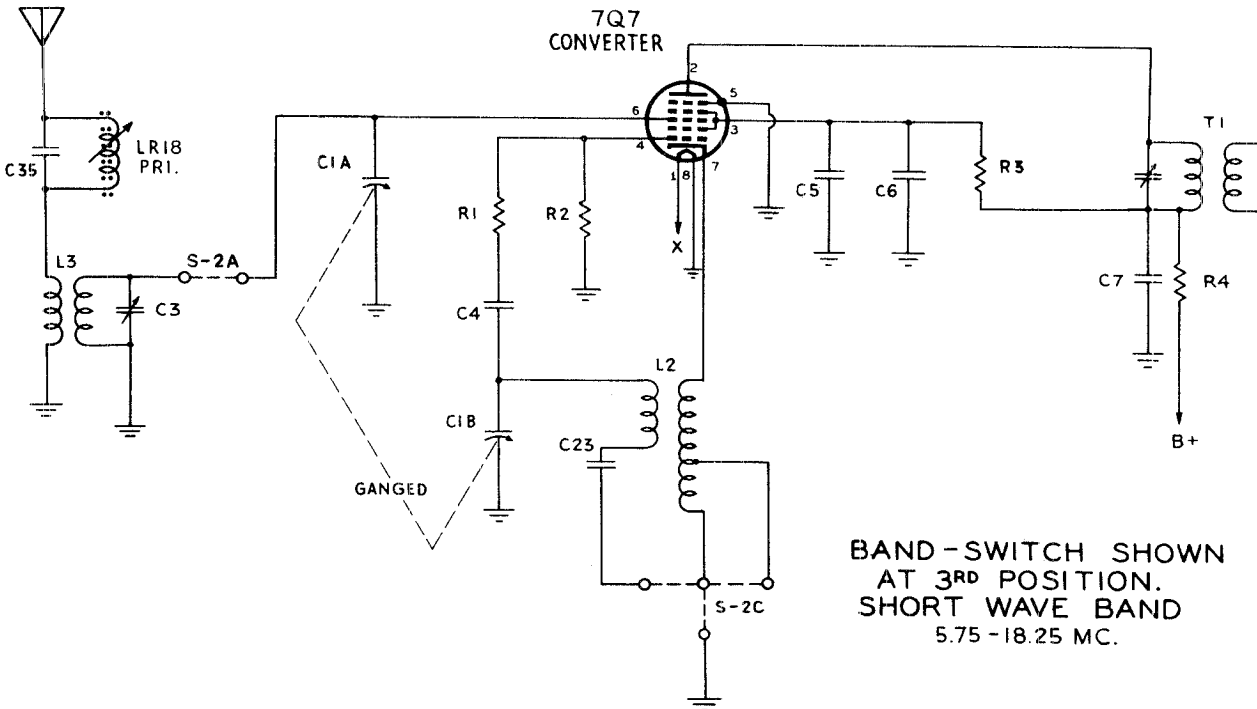 7Q7
CONVERTER
2
5
6
3
4
1
8
7
C35
LR18
PRI.
C1A
R1
R2
X
C5
C6
R3
T1
L3
S-2A
C3
C4
C7
R4
L2
C1B
C23
B+
GANGED
S-2C
BAND-SWITCH SHOWN
AT 3RD POSITION.
SHORT WAVE BAND
5.75-18.25 MC.